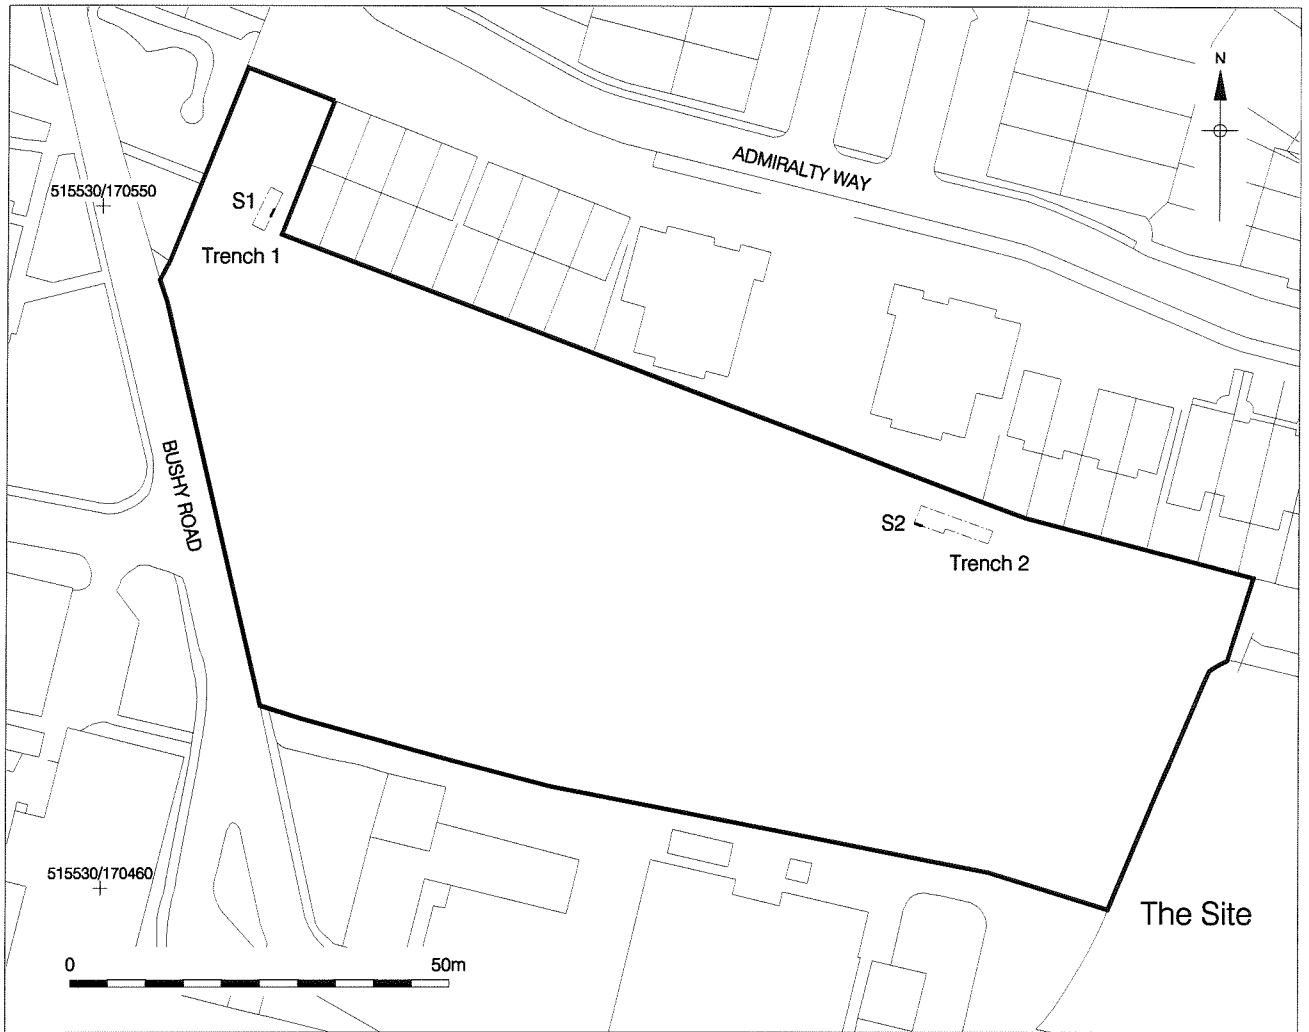 N
ADMIRALTY WAY
515530/170550
S1
Trench 1
BUSHY ROAD
S2
Trench 2
515530/170460
The Site
0 50m